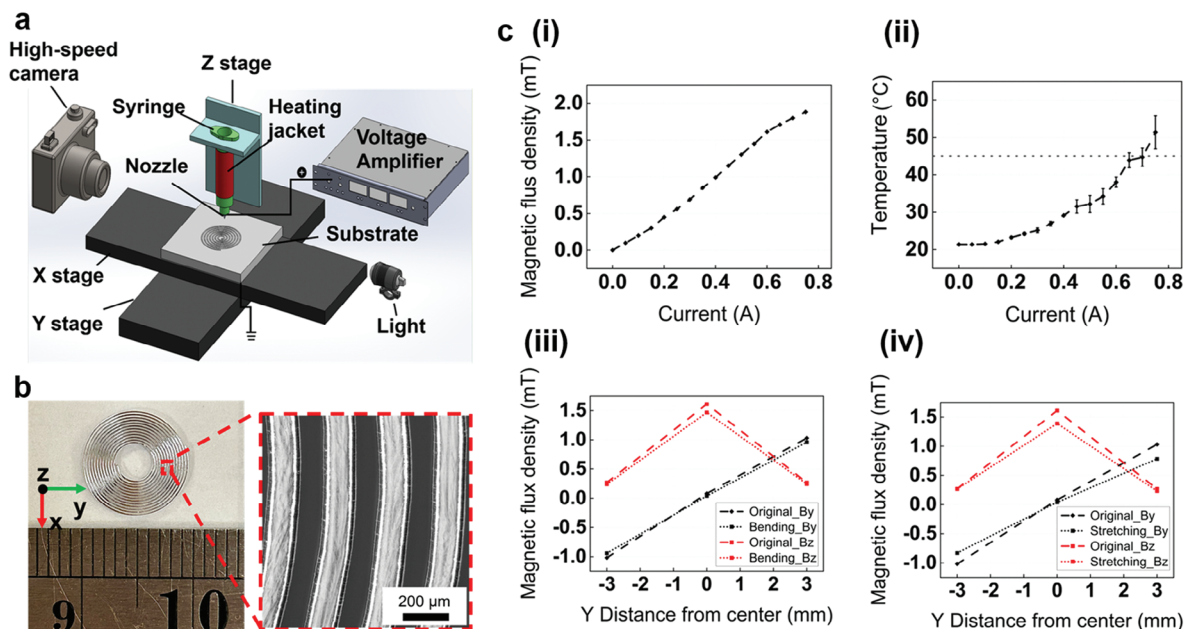 a
High-speed
camera
Z stage
Syringe
Heating
jacket
Nozzle
Voltage
Amplifier
Substrate
X stage
Y stage
Light
b
z
y
x
9 10
200 µm
c (i)
Magnetic flus density (mT)
2.0
1.5
1.0
0.5
0.0
0.0 0.2 0.4 0.6 0.8
Current (A)
(ii)
Temperature (°C)
60
50
40
30
20
0.0 0.2 0.4 0.6 0.8
Current (A)
(iii)
Magnetic flux density (mT)
1.5
1.0
0.5
0.0
-0.5
-1.0
Original_By
Bending_By
Original_Bz
Bending_Bz
-3 -2 -1 0 1 2 3
Y Distance from center (mm)
(iv)
Magnetic flux density (mT)
1.5
1.0
0.5
0.0
-0.5
-1.0
Original_By
Stretching_By
Original_Bz
Stretching_Bz
-3 -2 -1 0 1 2 3
Y Distance from center (mm)